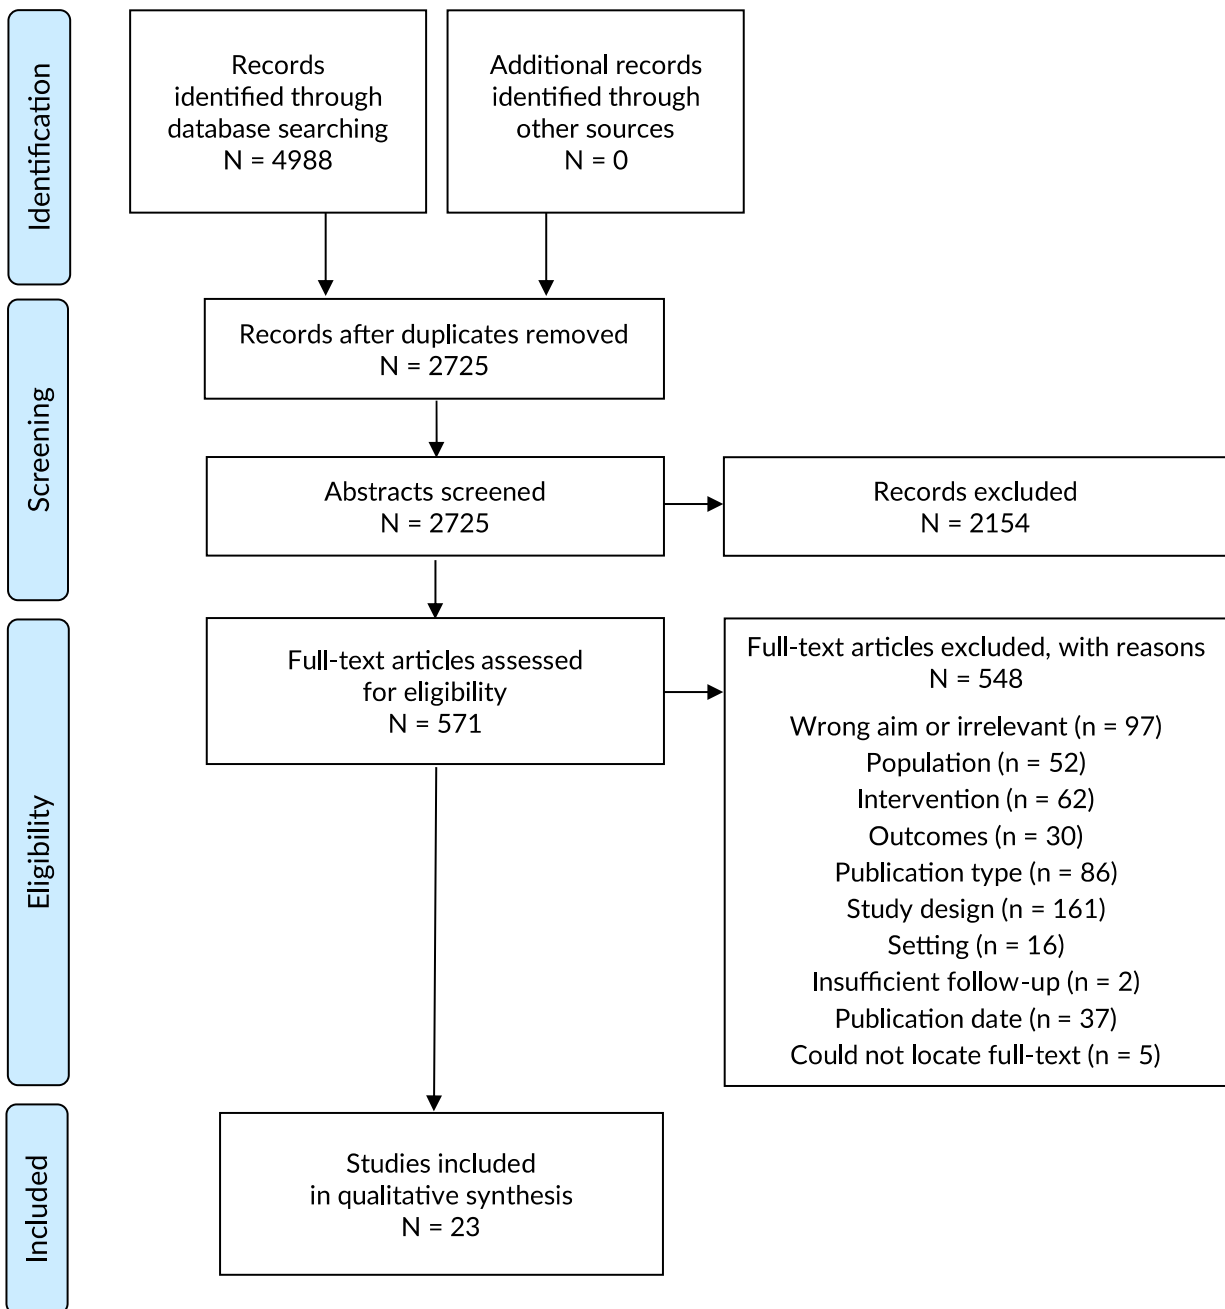 Identification
Records
identified through
database searching
N = 4988
Additional records
identified through
other sources
N = 0
Screening
Records after duplicates removed
N = 2725
Abstracts screened
N = 2725
Records excluded
N = 2154
Eligibility
Full-text articles assessed
for eligibility
N = 571
Full-text articles excluded, with reasons
N = 548
Wrong aim or irrelevant (n = 97)
Population (n = 52)
Intervention (n = 62)
Outcomes (n = 30)
Publication type (n = 86)
Study design (n = 161)
Setting (n = 16)
Insufficient follow-up (n = 2)
Publication date (n = 37)
Could not locate full-text (n = 5)
Included
Studies included
in qualitative synthesis
N = 23